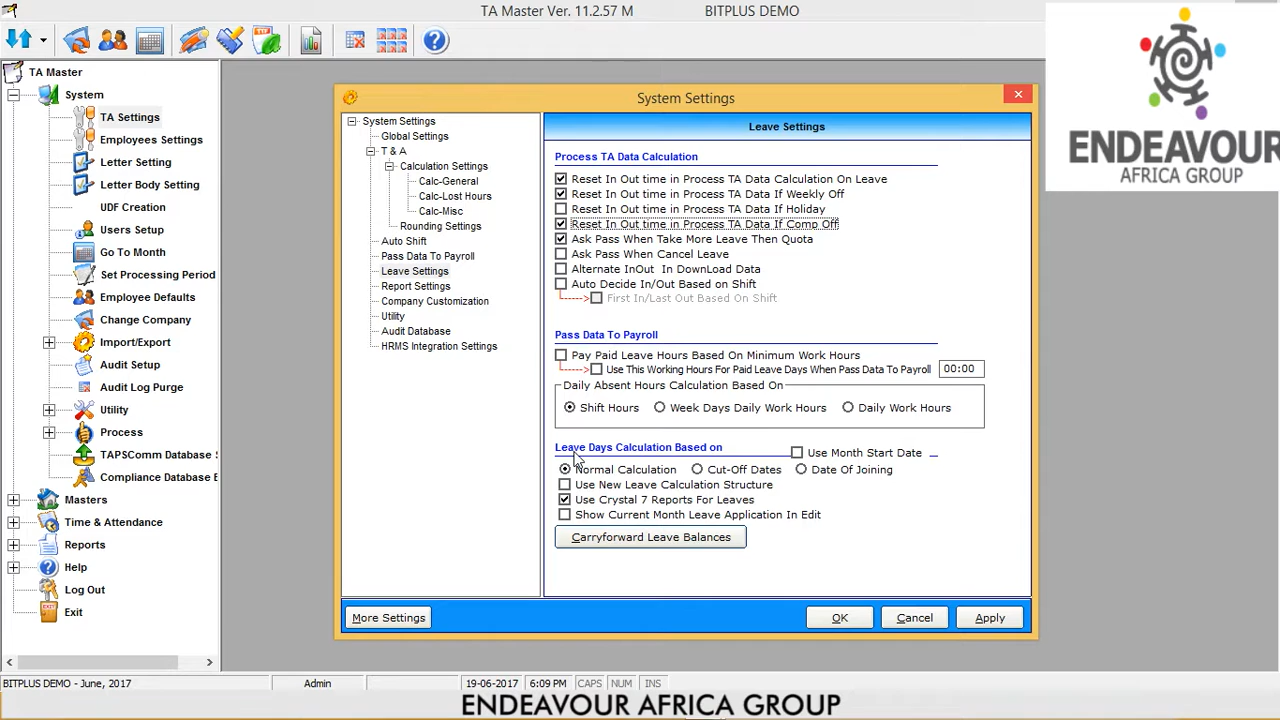 TA Master Ver. 11.2.57 M BITPLUS DEMO
ENDEAVOUR
AFRICA GROUP
TA Master
System
TA Settings
Employees Settings
Letter Setting
Letter Body Setting
UDF Creation
Users Setup
Go To Month
Set Processing Period
Employee Defaults
Change Company
Import/Export
Audit Setup
Audit Log Purge
Utility
Process
TAPSComm Database S
Compliance Database E
Masters
Time & Attendance
Reports
Help
Log Out
Exit
System Settings
System Settings
Global Settings
T & A
Calculation Settings
Calc-General
Calc-Lost Hours
Calc-Misc
Rounding Settings
Auto Shift
Pass Data To Payroll
Leave Settings
Report Settings
Company Customization
Utility
Audit Database
HRMS Integration Settings
Leave Settings
Process TA Data Calculation
Reset In Out time in Process TA Data Calculation On Leave
Reset In Out time in Process TA Data If Weekly Off
Reset In Out time in Process TA Data If Holiday
Reset In Out time in Process TA Data If Comp Off
Ask Pass When Take More Leave Then Quota
Ask Pass When Cancel Leave
Alternate InOut In DownLoad Data
Auto Decide In/Out Based on Shift
First In/Last Out Based On Shift
Pass Data To Payroll
Pay Paid Leave Hours Based On Minimum Work Hours
Use This Working Hours For Paid Leave Days When Pass Data To Payroll 00:00
Daily Absent Hours Calculation Based On
Shift Hours Week Days Daily Work Hours Daily Work Hours
Leave Days Calculation Based on Use Month Start Date
Normal Calculation Cut-Off Dates Date Of Joining
Use New Leave Calculation Structure
Use Crystal 7 Reports For Leaves
Show Current Month Leave Application In Edit
Carryforward Leave Balances
More Settings OK Cancel Apply
BITPLUS DEMO - June, 2017 Admin 19-06-2017 6:09 PM CAPS NUM INS
ENDEAVOUR AFRICA GROUP